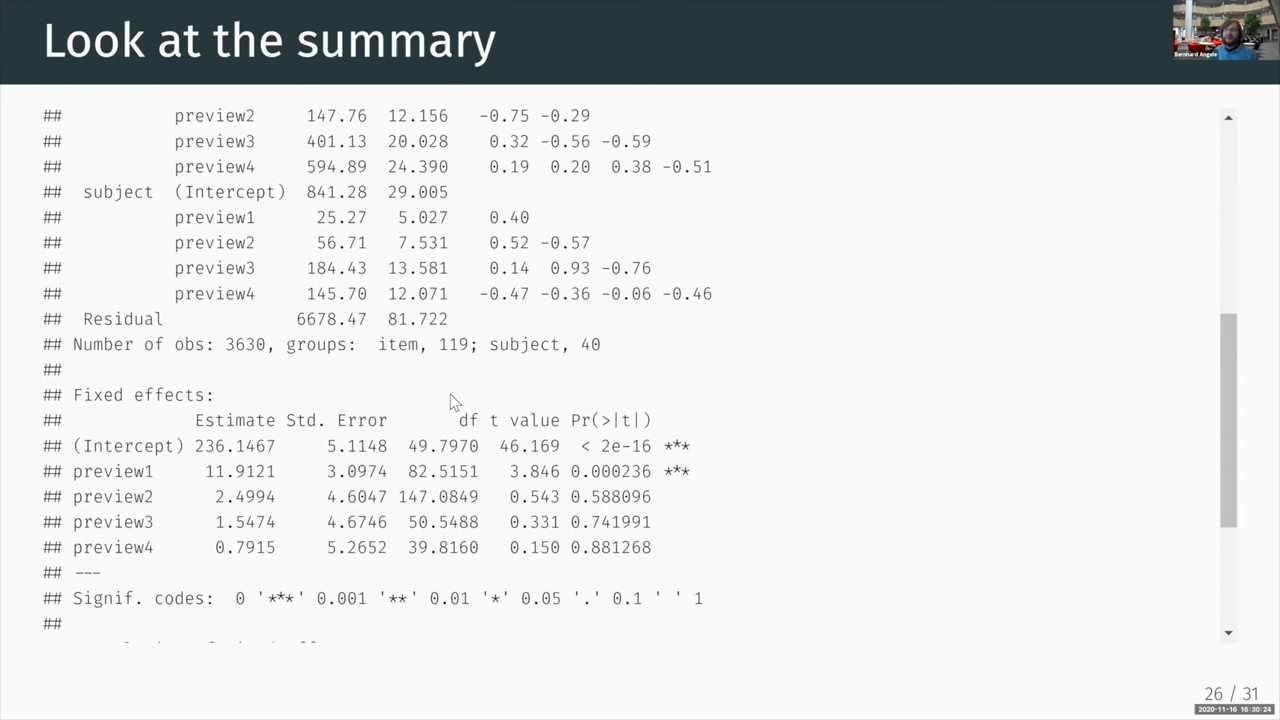 Look at the summary
Bernhard Angele
## preview2 147.76 12.156 -0.75 -0.29
## preview3 401.13 20.028 0.32 -0.56 -0.59
## preview4 594.89 24.390 0.19 0.20 0.38 -0.51
## subject (Intercept) 841.28 29.005
## preview1 25.27 5.027 0.40
## preview2 56.71 7.531 0.52 -0.57
## preview3 184.43 13.581 0.14 0.93 -0.76
## preview4 145.70 12.071 -0.47 -0.36 -0.06 -0.46
## Residual 6678.47 81.722
## Number of obs: 3630, groups: item, 119; subject, 40
##
## Fixed effects:
## Estimate Std. Error df t value Pr(>|t|)
## (Intercept) 236.1467 5.1148 49.7970 46.169 < 2e-16 ***
## preview1 11.9121 3.0974 82.5151 3.846 0.000236 ***
## preview2 2.4994 4.6047 147.0849 0.543 0.588096
## preview3 1.5474 4.6746 50.5488 0.331 0.741991
## preview4 0.7915 5.2652 39.8160 0.150 0.881268
## ---
## Signif. codes: 0 '***' 0.001 '**' 0.01 '*' 0.05 '.' 0.1 ' ' 1
##
26 / 31
2020-11-16 16:30:24